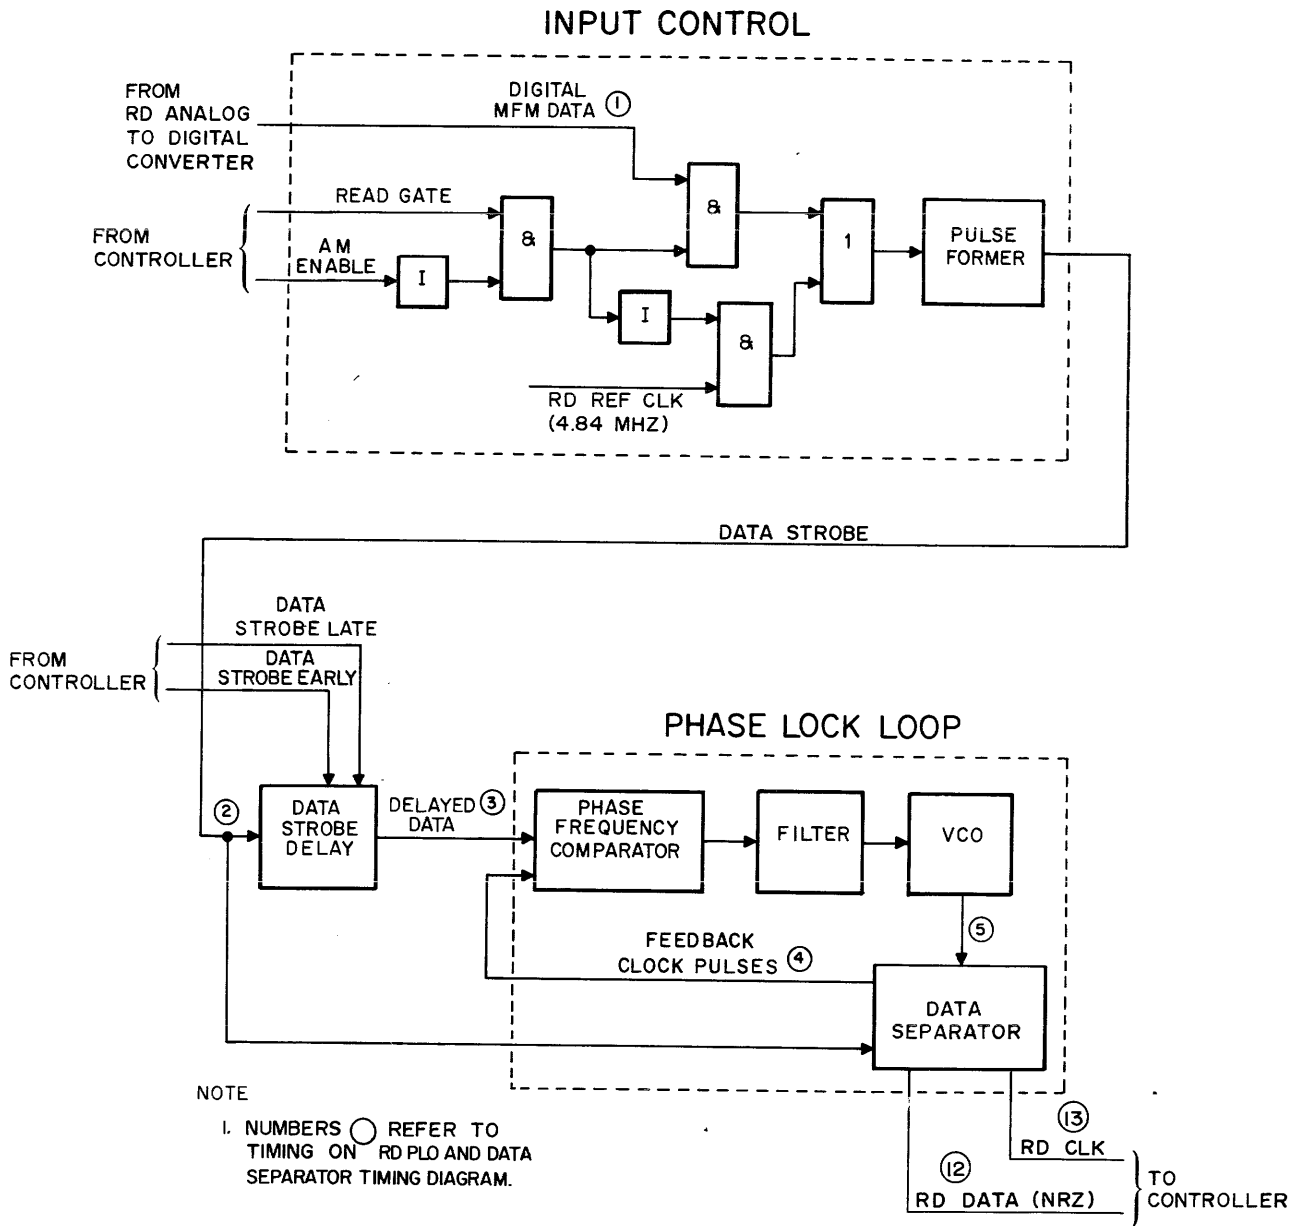 INPUT CONTROL
FROM
RD ANALOG
TO DIGITAL
CONVERTER
DIGITAL
MFM DATA ①
READ GATE
FROM
CONTROLLER
AM
ENABLE
I
&
&
I
&
1
PULSE
FORMER
RD REF CLK
(4.84 MHZ)
DATA STROBE
DATA
STROBE LATE
DATA
STROBE EARLY
FROM
CONTROLLER
PHASE LOCK LOOP
②
DATA
STROBE
DELAY
DELAYED ③
DATA
PHASE
FREQUENCY
COMPARATOR
FILTER
VCO
⑤
FEEDBACK
CLOCK PULSES ④
DATA
SEPARATOR
NOTE
1. NUMBERS ◯ REFER TO
TIMING ON RD PLO AND DATA
SEPARATOR TIMING DIAGRAM.
⑬
RD CLK
⑫
RD DATA (NRZ)
TO
CONTROLLER